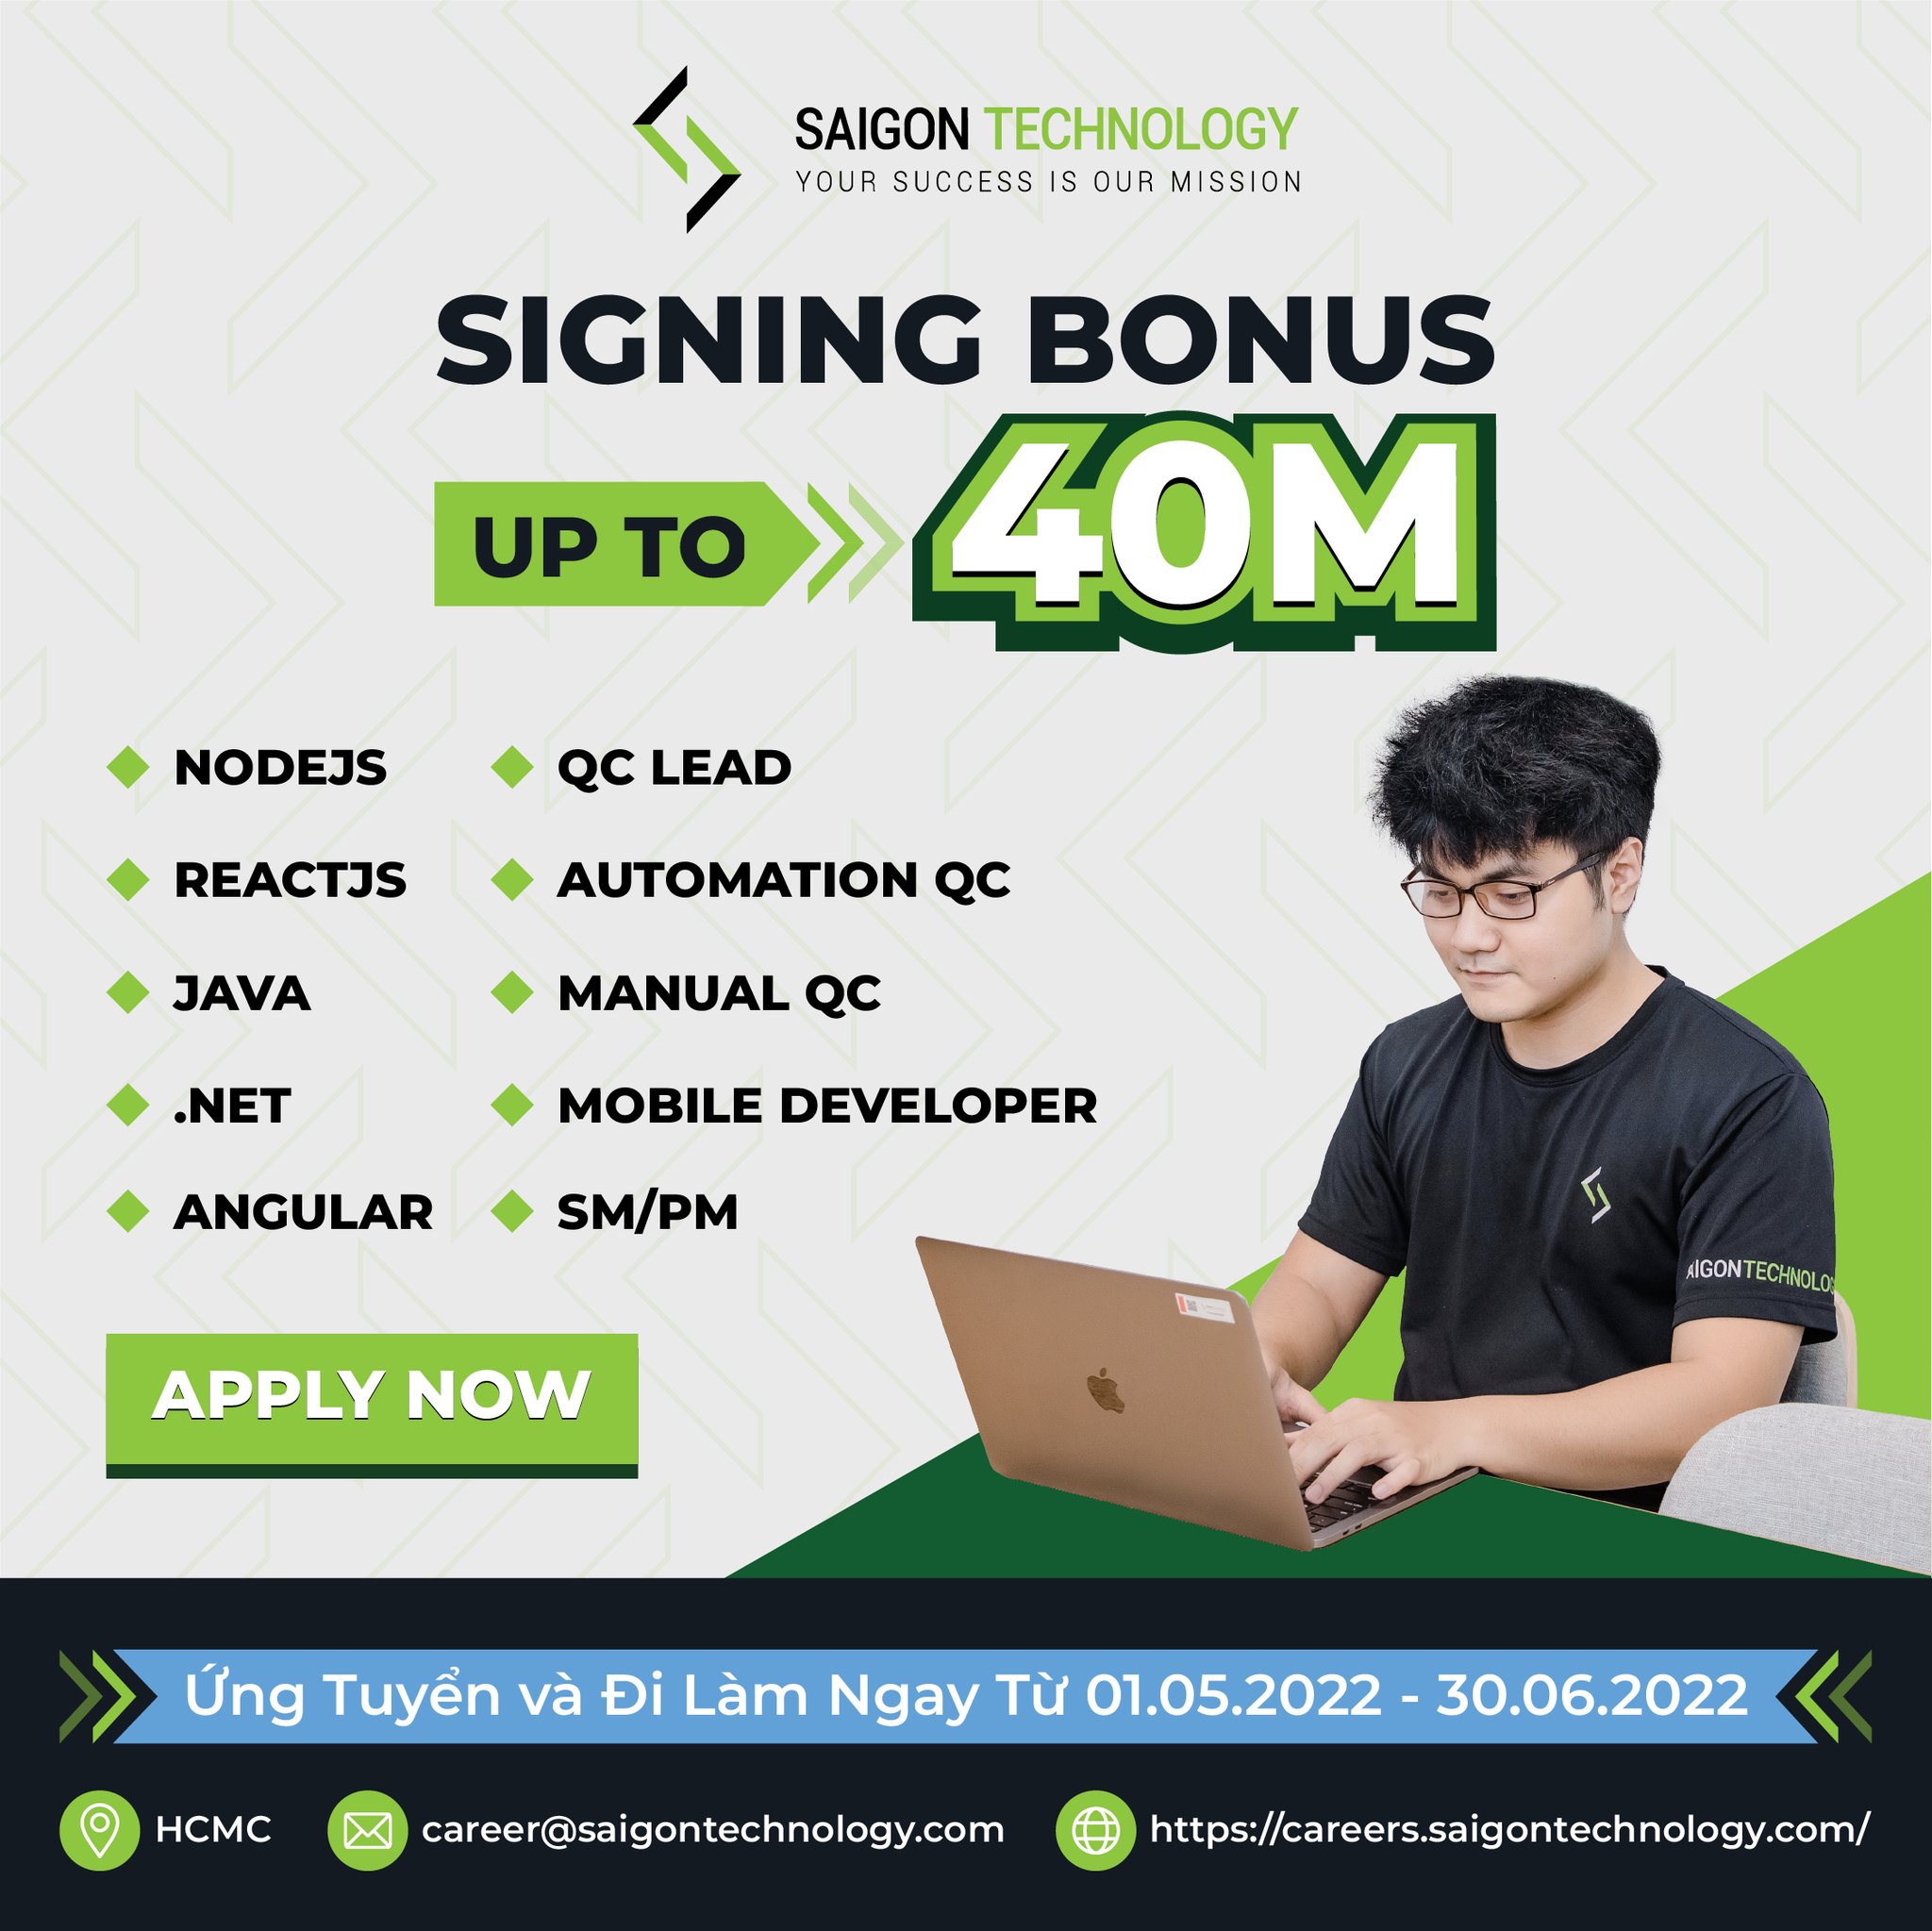 SAIGON TECHNOLOGY
YOUR SUCCESS IS OUR MISSION
SIGNING BONUS
UP TO
40M
NODEJS
REACTJS
JAVA
.NET
ANGULAR
QC LEAD
AUTOMATION QC
MANUAL QC
MOBILE DEVELOPER
SM/PM
AIGONTECHNOLOG
APPLY NOW
Ứng Tuyển và Đi Làm Ngay Từ 01.05.2022 - 30.06.2022
HCMC
career@saigontechnology.com
https://careers.saigontechnology.com/